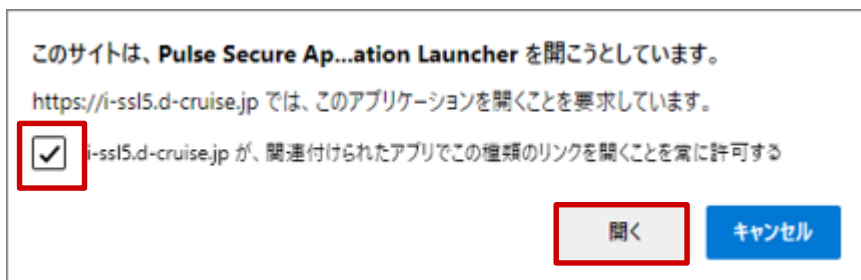 このサイトは、Pulse Secure Ap...ation Launcher を開こうとしています。
https://i-ssl5.d-cruise.jp では、このアプリケーションを開くことを要求しています。
i-ssl5.d-cruise.jp が、関連付けられたアプリでこの種類のリンクを開くことを常に許可する
開く キャンセル